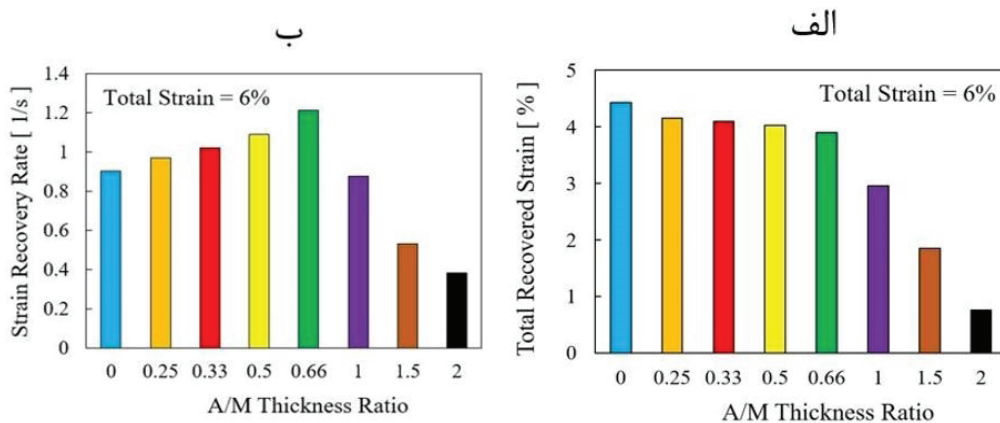 ب
Strain Recovery Rate [ 1/s ]
1.4
1.2
1
0.8
0.6
0.4
0.2
0
Total Strain = 6%
0 0.25 0.33 0.5 0.66 1 1.5 2
A/M Thickness Ratio
الف
Total Recovered Strain [ % ]
5
4
3
2
1
0
Total Strain = 6%
0 0.25 0.33 0.5 0.66 1 1.5 2
A/M Thickness Ratio